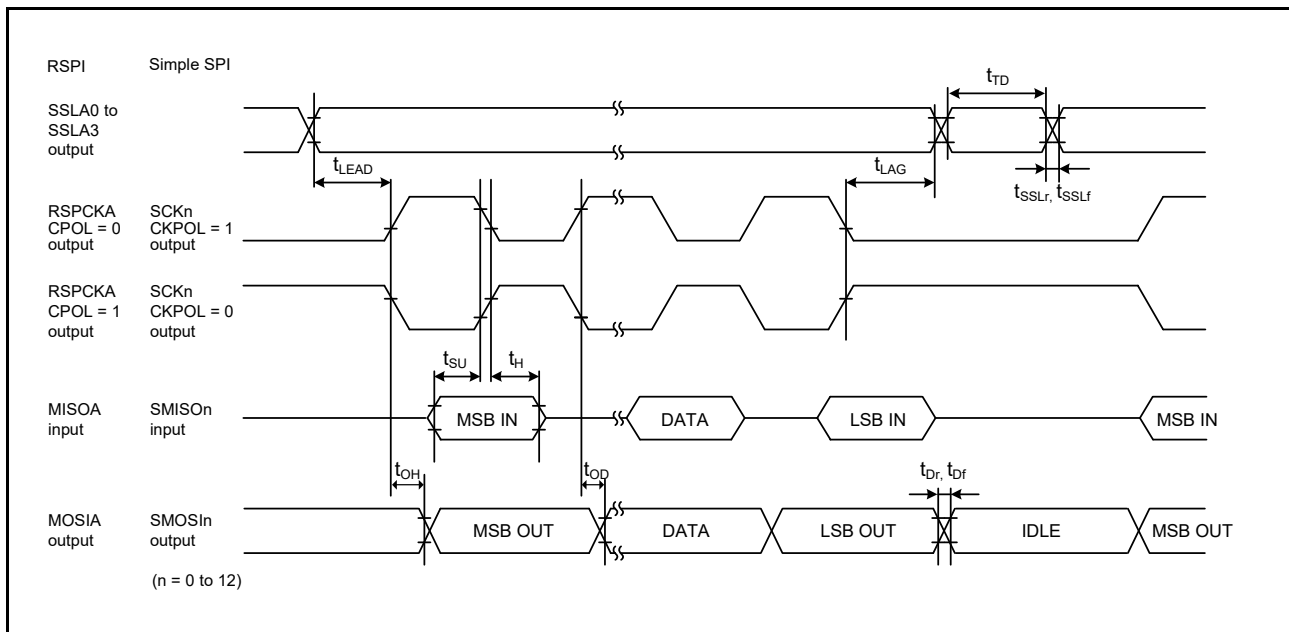 RSPI Simple SPI
SSLA0 to
SSLA3
output
tTD
tLEAD
tLAG
tSSLr, tSSLf
RSPCKA SCKn
CPOL = 0 CKPOL = 1
output output
RSPCKA SCKn
CPOL = 1 CKPOL = 0
output output
tSU tH
MISOA SMISOn
input input
MSB IN DATA LSB IN MSB IN
tOH tOD tDr, tDf
MOSIA SMOSIn
output output
MSB OUT DATA LSB OUT IDLE MSB OUT
(n = 0 to 12)